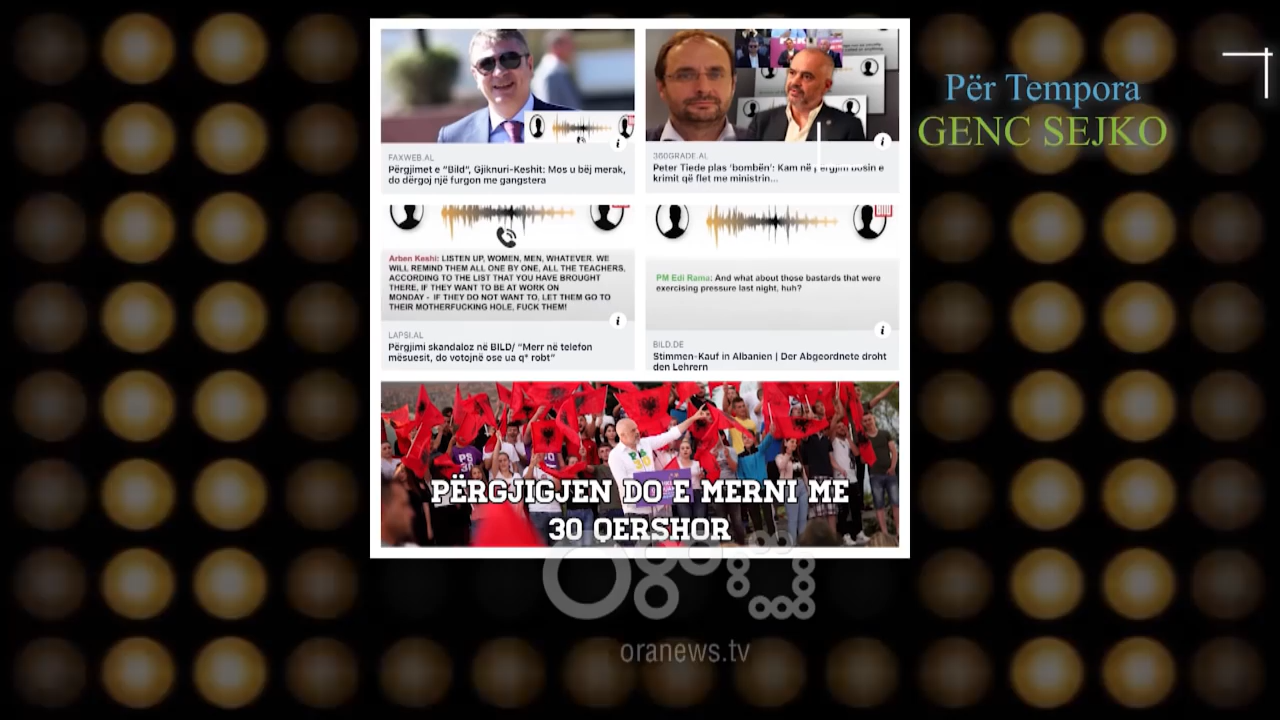 Për Tempora
GENC SEJKO
FAXWEB.AL
Përgjimet e "Bild", Gjiknuri-Keshit: Mos u bëj merak,
do dërgoj një furgon me gangstera
360GRADE.AL
Peter Tiede plas 'bombën': Kam në përgjim bosin e
krimit që flet me ministrin...
Arben Keshi: LISTEN UP, WOMEN, MEN, WHATEVER. WE
WILL REMIND THEM ALL ONE BY ONE, ALL THE TEACHERS,
ACCORDING TO THE LIST THAT YOU HAVE BROUGHT
THERE, IF THEY WANT TO BE AT WORK ON
MONDAY - IF THEY DO NOT WANT TO, LET THEM GO TO
THEIR MOTHERFUCKING HOLE, FUCK THEM!
LAPSI.AL
Përgjimi skandaloz në BILD/ "Merr në telefon
mësuesit, do votojnë ose ua q* robt"
PM Edi Rama: And what about those bastards that were
exercising pressure last night, huh?
BILD.DE
Stimmen-Kauf in Albanien | Der Abgeordnete droht
den Lehrern
PS
30
PËRGJIGJEN DO E MERNI ME
30 QERSHOR
ora
oranews.tv